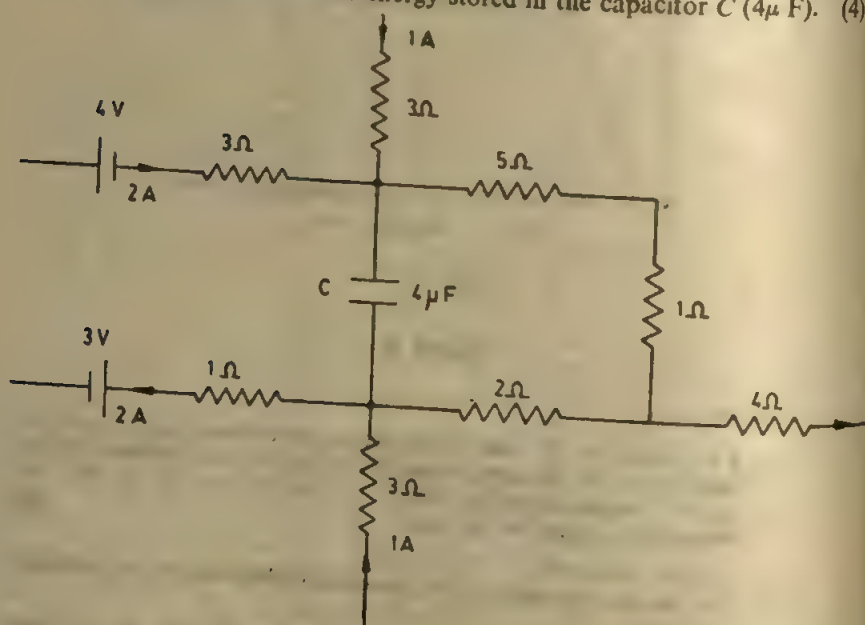 energy stored in the capacitor C (4μ F). (4)
1A
3Ω
4V
3Ω
5Ω
2A
C
4μF
1Ω
3V
1Ω
2Ω
4Ω
2A
3Ω
1A